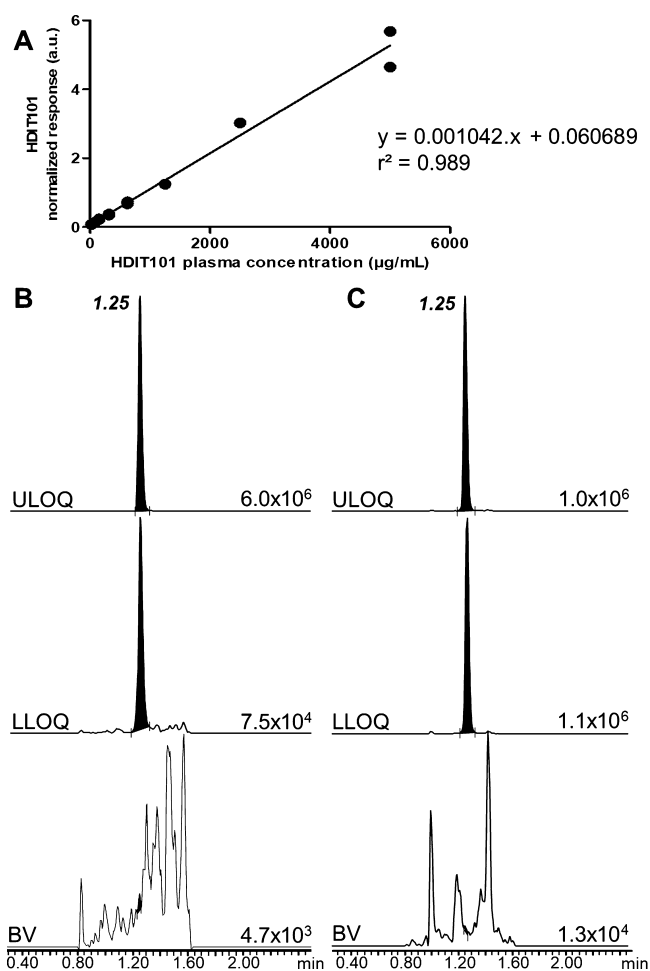 A
HDIT101
normalized response (a.u.)
6
4
2
0
0 2000 4000 6000
HDIT101 plasma concentration (µg/mL)
y = 0.001042.x + 0.060689
r² = 0.989
B
1.25
ULOQ 6.0x10⁶
LLOQ 7.5x10⁴
BV 4.7x10³
0.40 0.80 1.20 1.60 2.00 min
C
1.25
ULOQ 1.0x10⁶
LLOQ 1.1x10⁶
BV 1.3x10⁴
0.40 0.80 1.20 1.60 2.00 min